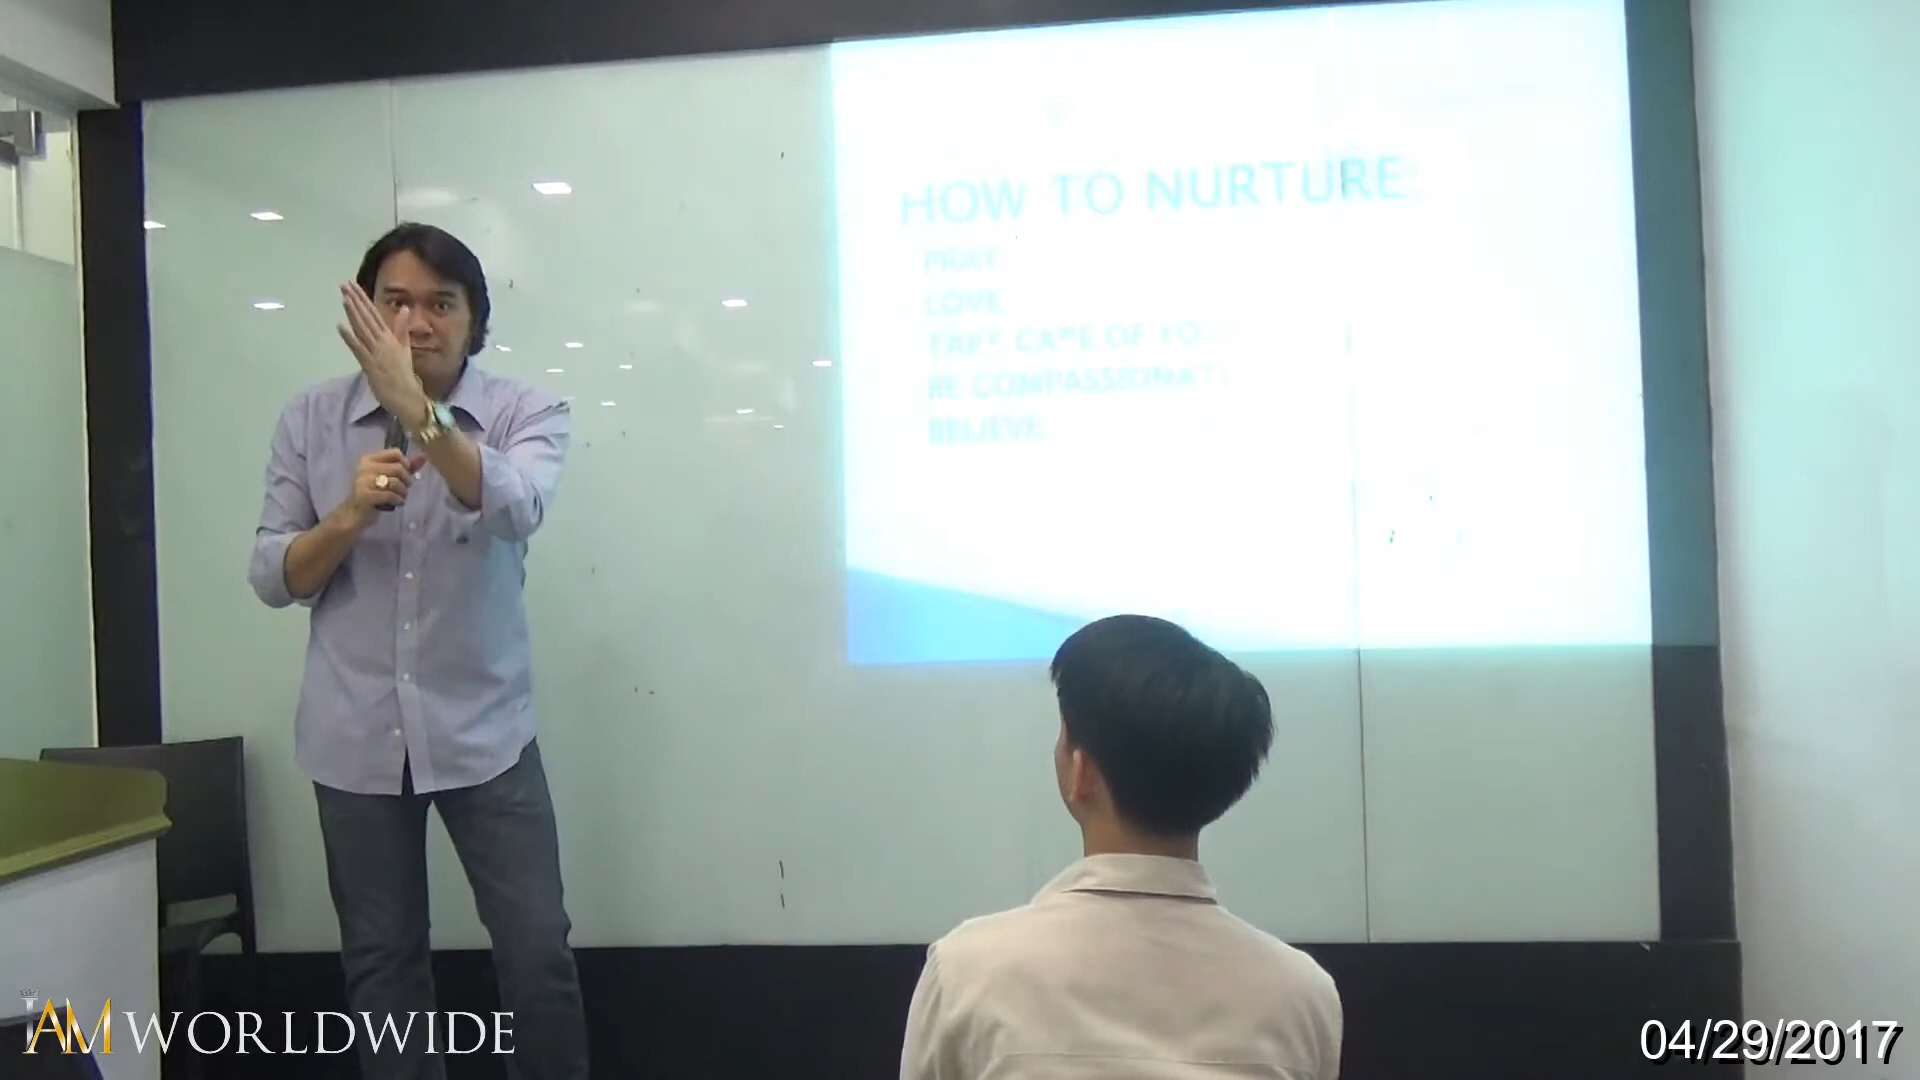 HOW TO NURTURE
PRAY
LOVE
TAKE CARE OF
BE COMPASSIONATE
BELIEVE
IAM WORLDWIDE
04/29/2017